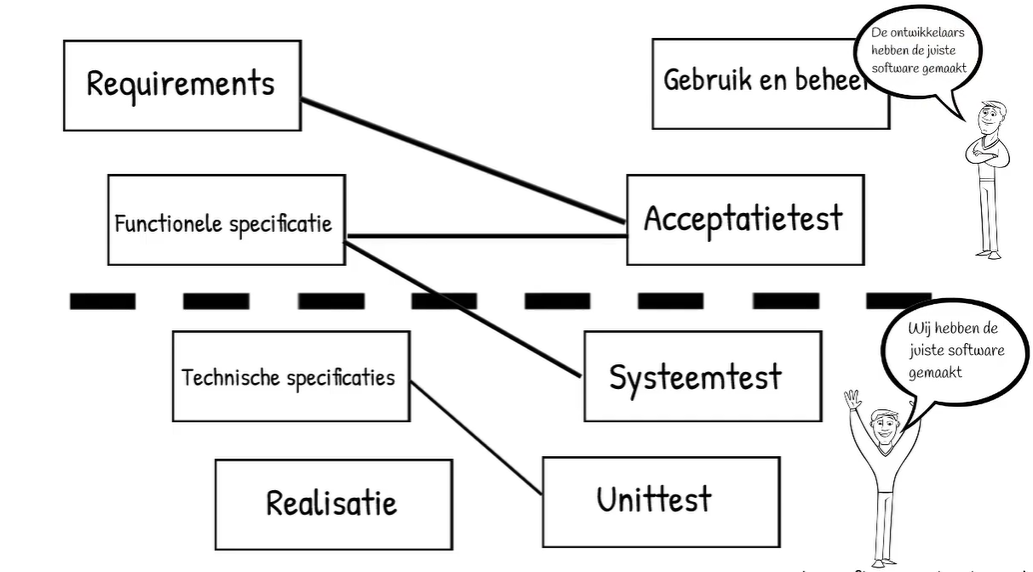 Requirements
Gebruik en beheer
De ontwikkelaars
hebben de juiste
software gemaakt
Functionele specificatie
Acceptatietest
Technische specificaties
Systeemtest
Wij hebben de
juiste software
gemaakt
Realisatie
Unittest